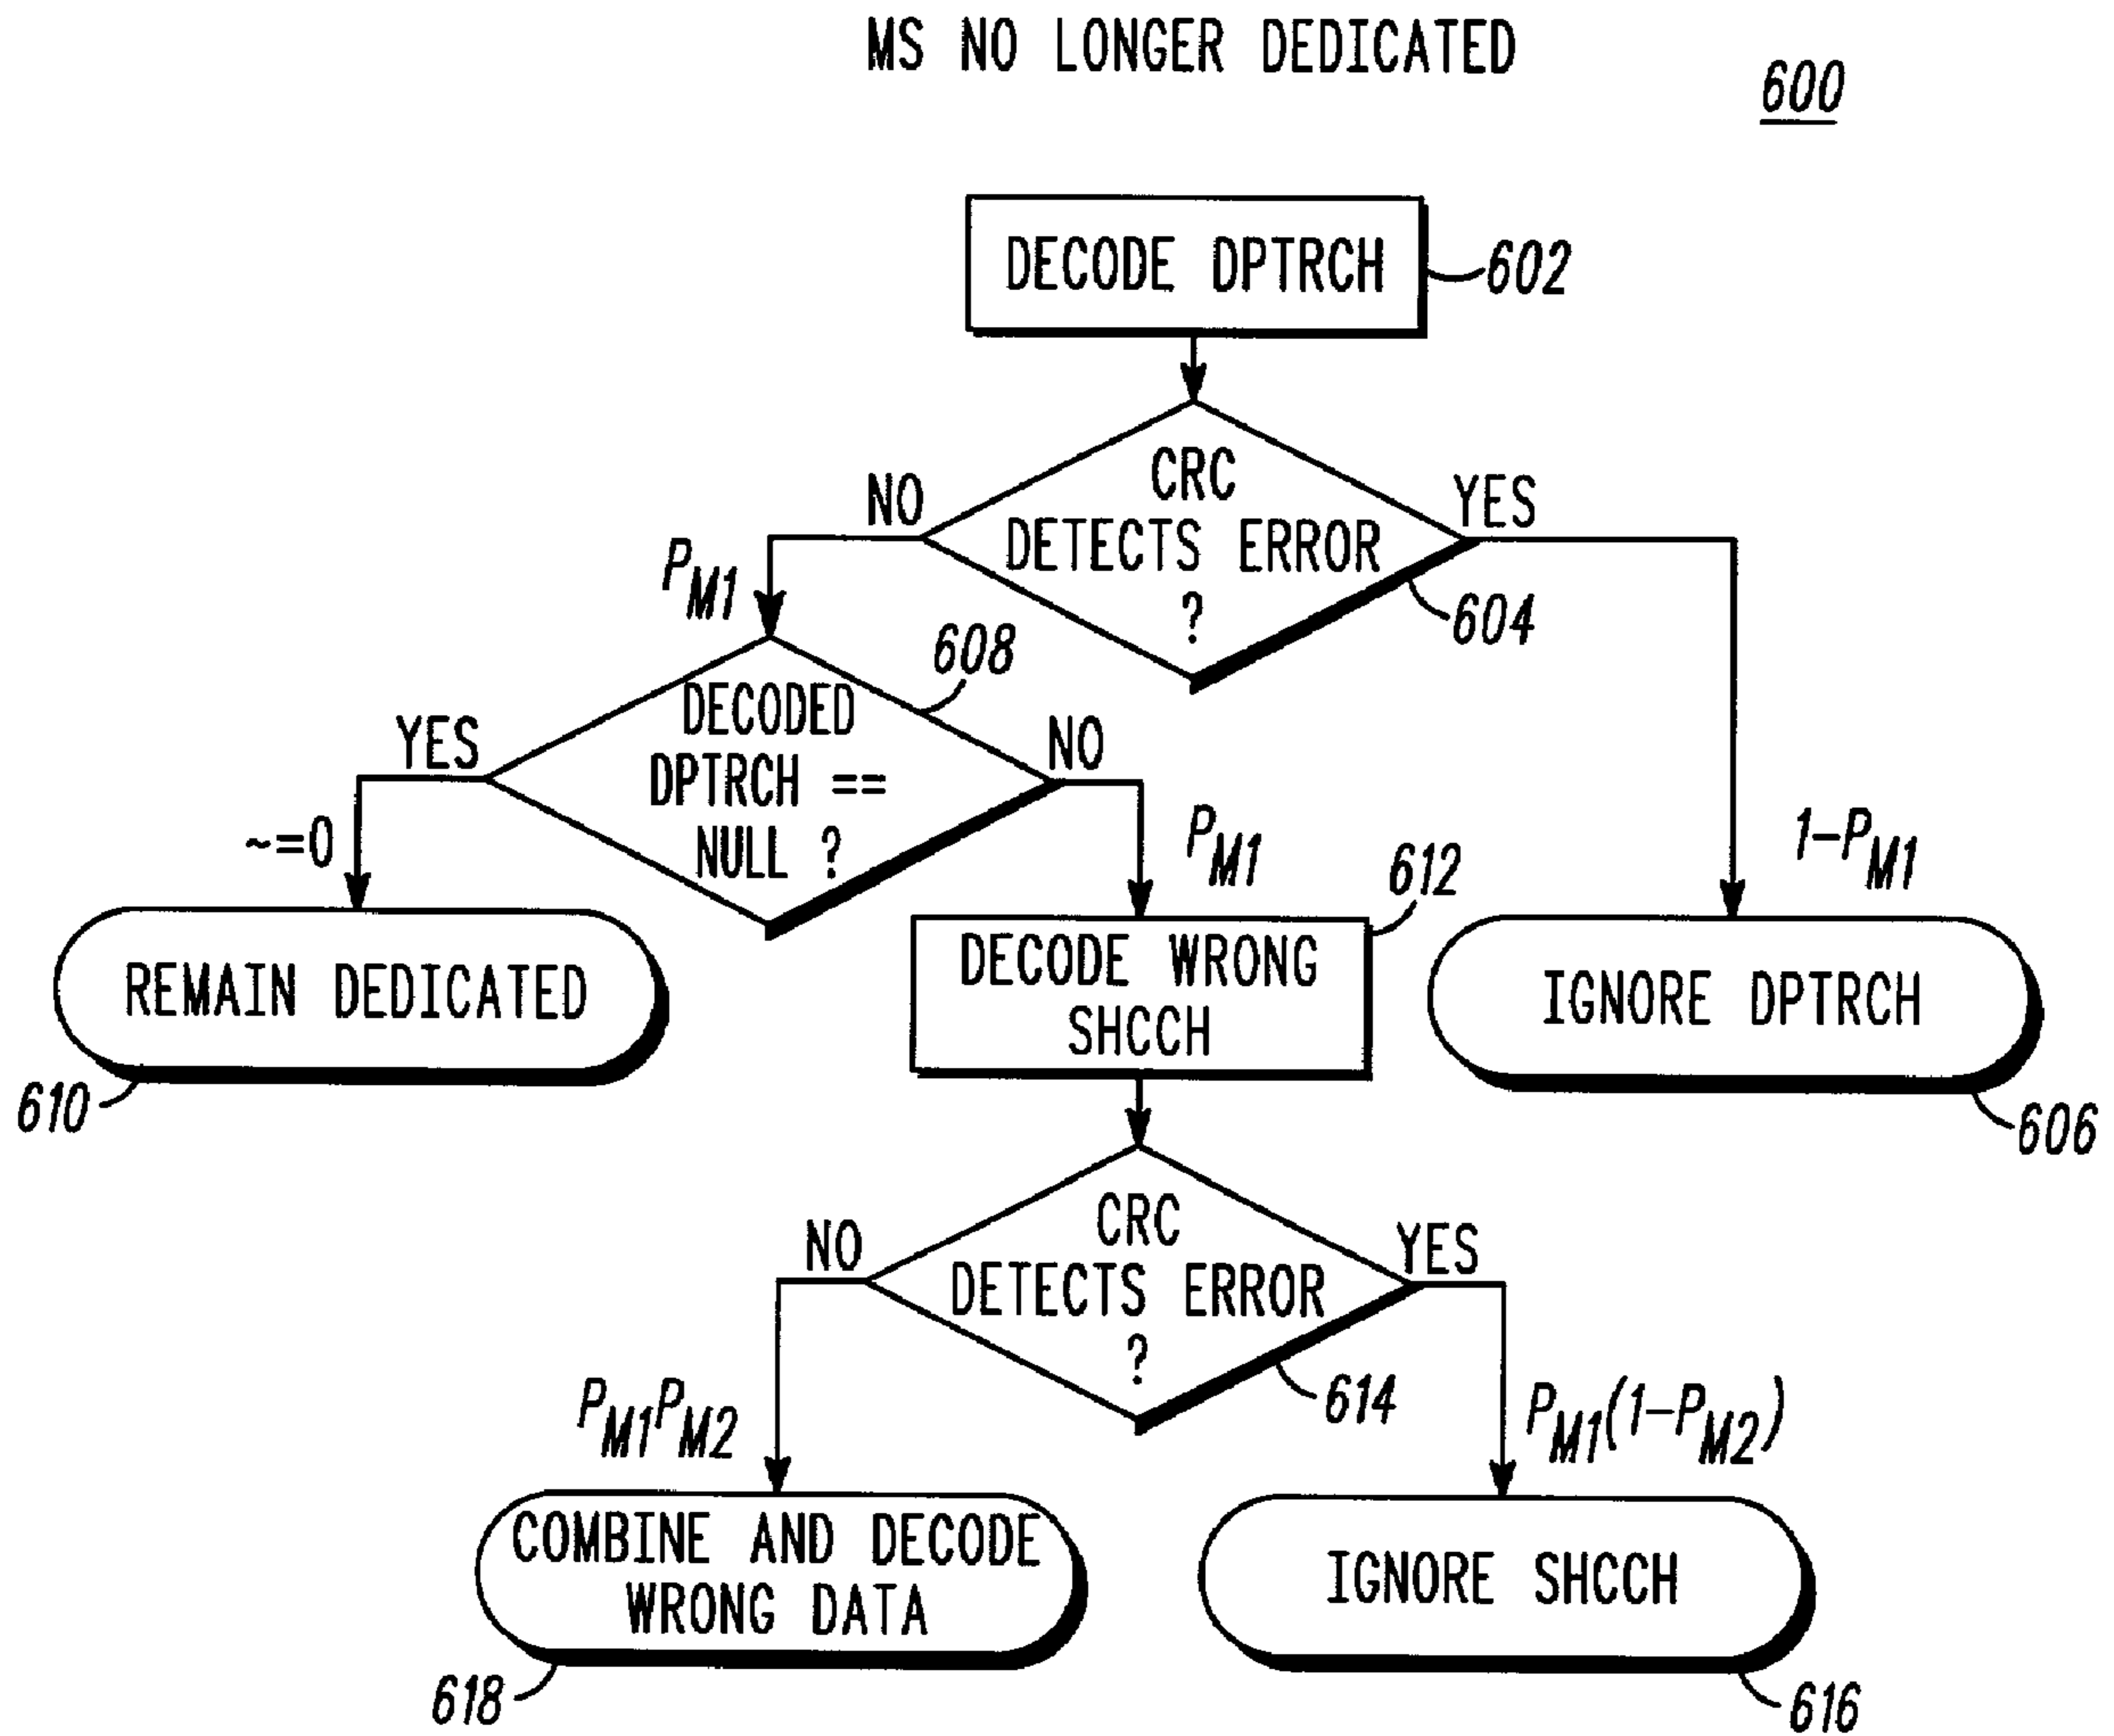 MS NO LONGER DEDICATED
600
DECODE DPTRCH
602
CRC
DETECTS ERROR
?
604
NO
YES
P_M1
1-P_M1
608
DECODED
DPTRCH ==
NULL ?
YES
NO
~=0
P_M1
612
REMAIN DEDICATED
610
DECODE WRONG
SHCCH
IGNORE DPTRCH
606
CRC
DETECTS ERROR
?
614
NO
YES
P_M1P_M2
P_M1(1-P_M2)
COMBINE AND DECODE
WRONG DATA
618
IGNORE SHCCH
616